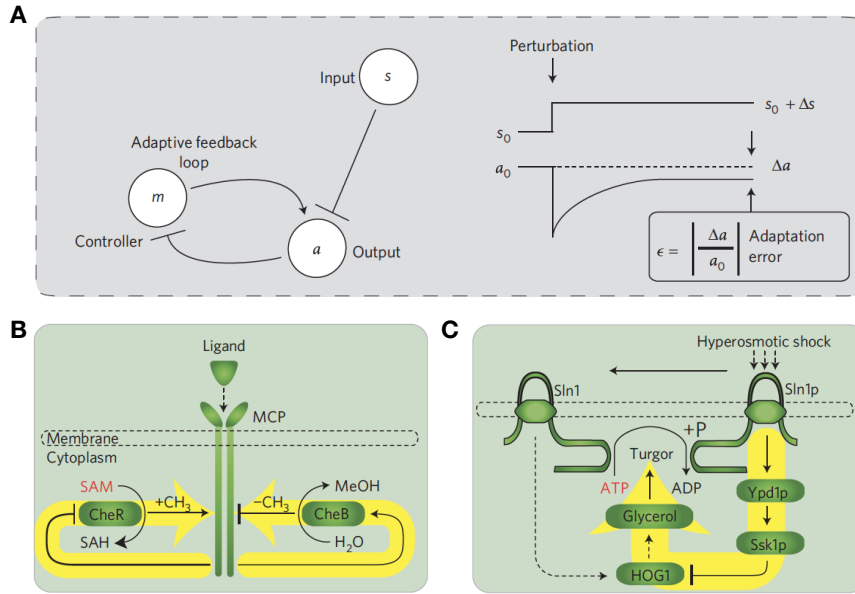 A
Perturbation
Input
s
s₀ + Δs
s₀
Adaptive feedback
loop
a₀
Δa
m
Controller
a
Output
ϵ = | Δa / a₀ | Adaptation
error
B
Ligand
MCP
Membrane
Cytoplasm
SAM
+CH₃
−CH₃
MeOH
CheR
CheB
SAH
H₂O
C
Hyperosmotic shock
Sln1
Sln1p
+P
Turgor
ATP
ADP
Ypd1p
Glycerol
Ssk1p
HOG1